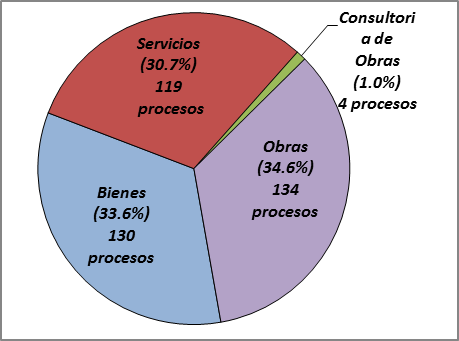 Consultori
a de
Obras
(1.0%)
4 procesos
Servicios
(30.7%)
119
procesos
Obras
(34.6%)
134
procesos
Bienes
(33.6%)
130
procesos